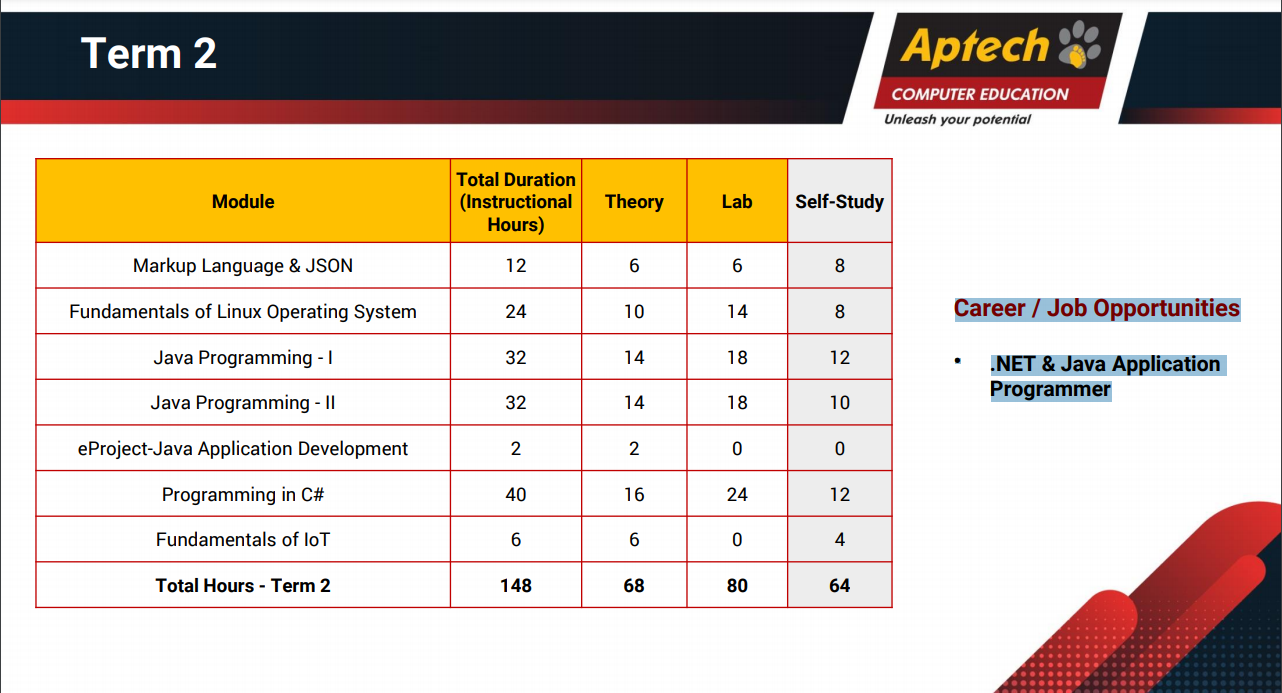 Term 2
Aptech
COMPUTER EDUCATION
Unleash your potential
Module Total Duration (Instructional Hours) Theory Lab Self-Study
Markup Language & JSON 12 6 6 8
Fundamentals of Linux Operating System 24 10 14 8
Java Programming - I 32 14 18 12
Java Programming - II 32 14 18 10
eProject-Java Application Development 2 2 0 0
Programming in C# 40 16 24 12
Fundamentals of IoT 6 6 0 4
Total Hours - Term 2 148 68 80 64
Career / Job Opportunities
• .NET & Java Application
Programmer